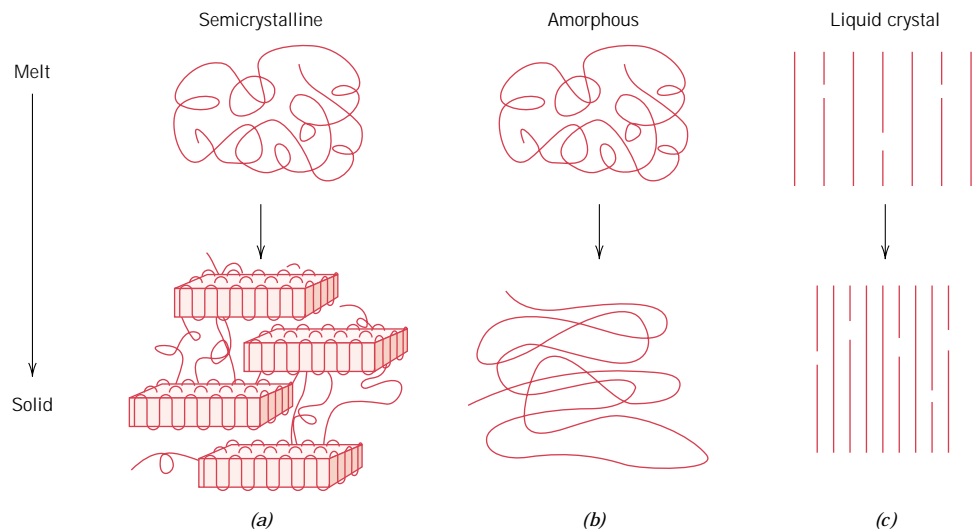 Semicrystalline
Amorphous
Liquid crystal
Melt
Solid
(a)
(b)
(c)